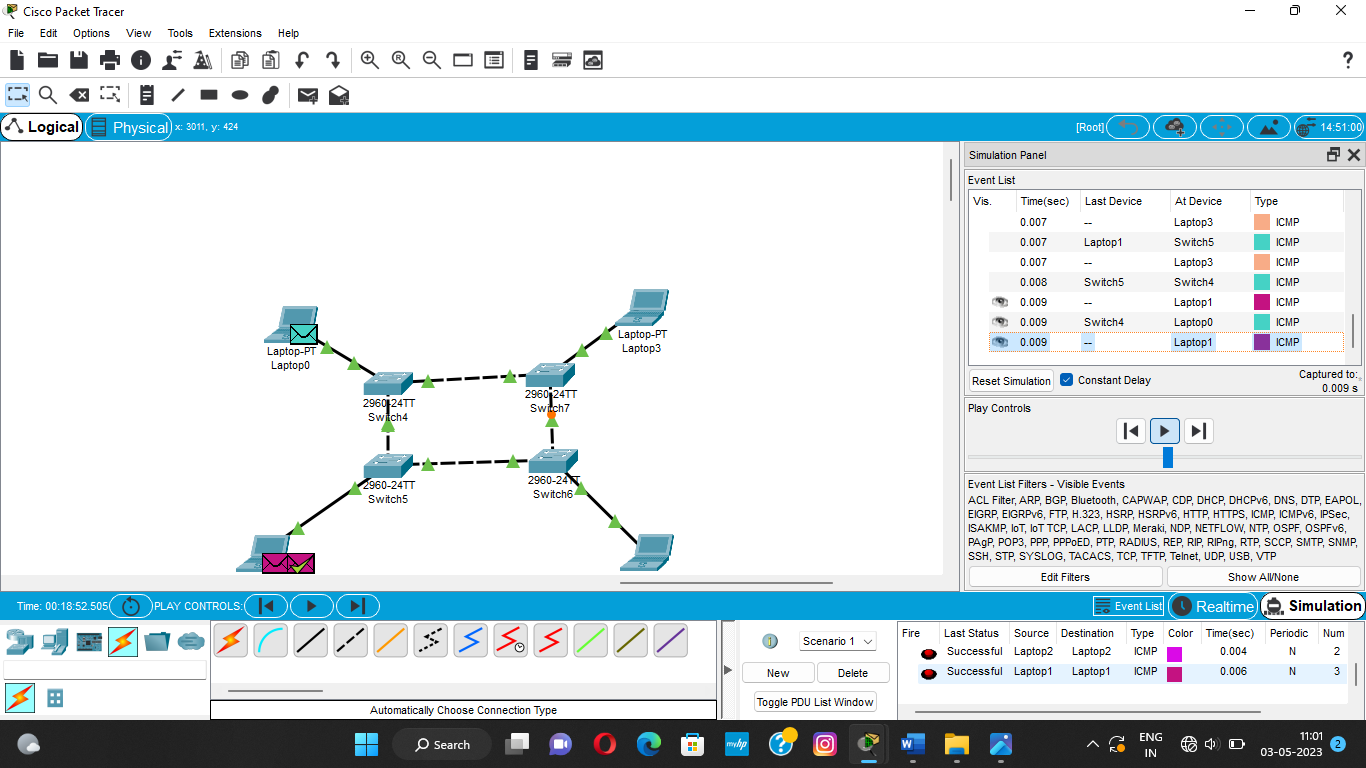 Cisco Packet Tracer
File Edit Options View Tools Extensions Help
?
Logical Physical x: 3011, y: 424 [Root] 14:51:00
Simulation Panel
Event List
Vis. Time(sec) Last Device At Device Type
0.007 -- Laptop3 ICMP
0.007 Laptop1 Switch5 ICMP
0.007 -- Laptop3 ICMP
0.008 Switch5 Switch4 ICMP
0.009 -- Laptop1 ICMP
0.009 Switch4 Laptop0 ICMP
0.009 -- Laptop1 ICMP
Reset Simulation Constant Delay Captured to:
0.009 s
Play Controls
Event List Filters - Visible Events
ACL Filter, ARP, BGP, Bluetooth, CAPWAP, CDP, DHCP, DHCPv6, DNS, DTP, EAPOL,
EIGRP, EIGRPv6, FTP, H.323, HSRP, HSRPv6, HTTP, HTTPS, ICMP, ICMPv6, IPSec,
ISAKMP, IoT, IoT TCP, LACP, LLDP, Meraki, NDP, NETFLOW, NTP, OSPF, OSPFv6,
PAgP, POP3, PPP, PPPoED, PTP, RADIUS, REP, RIP, RIPng, RTP, SCCP, SMTP, SNMP,
SSH, STP, SYSLOG, TACACS, TCP, TFTP, Telnet, UDP, USB, VTP
Edit Filters Show All/None
Laptop-PT
Laptop0
Laptop-PT
Laptop3
2960-24TT
Switch4
2960-24TT
Switch7
2960-24TT
Switch5
2960-24TT
Switch6
Time: 00:18:52.505 PLAY CONTROLS: Event List Realtime Simulation
Automatically Choose Connection Type
Scenario 1
New Delete
Toggle PDU List Window
Fire Last Status Source Destination Type Color Time(sec) Periodic Num
Successful Laptop2 Laptop2 ICMP 0.004 N 2
Successful Laptop1 Laptop1 ICMP 0.006 N 3
Search
ENG
IN
11:01
03-05-2023
2